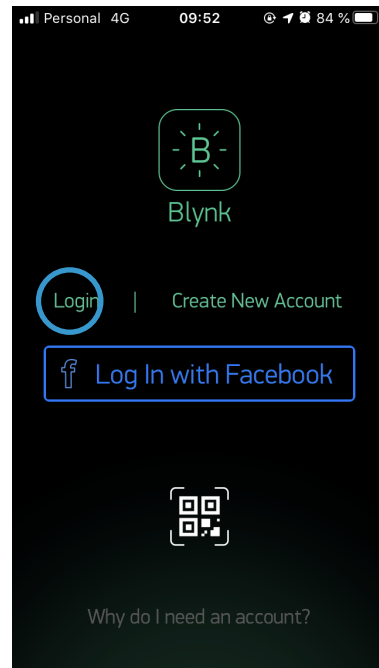 Personal 4G 09:52 84 %
B
Blynk
Login | Create New Account
f Log In with Facebook
Why do I need an account?